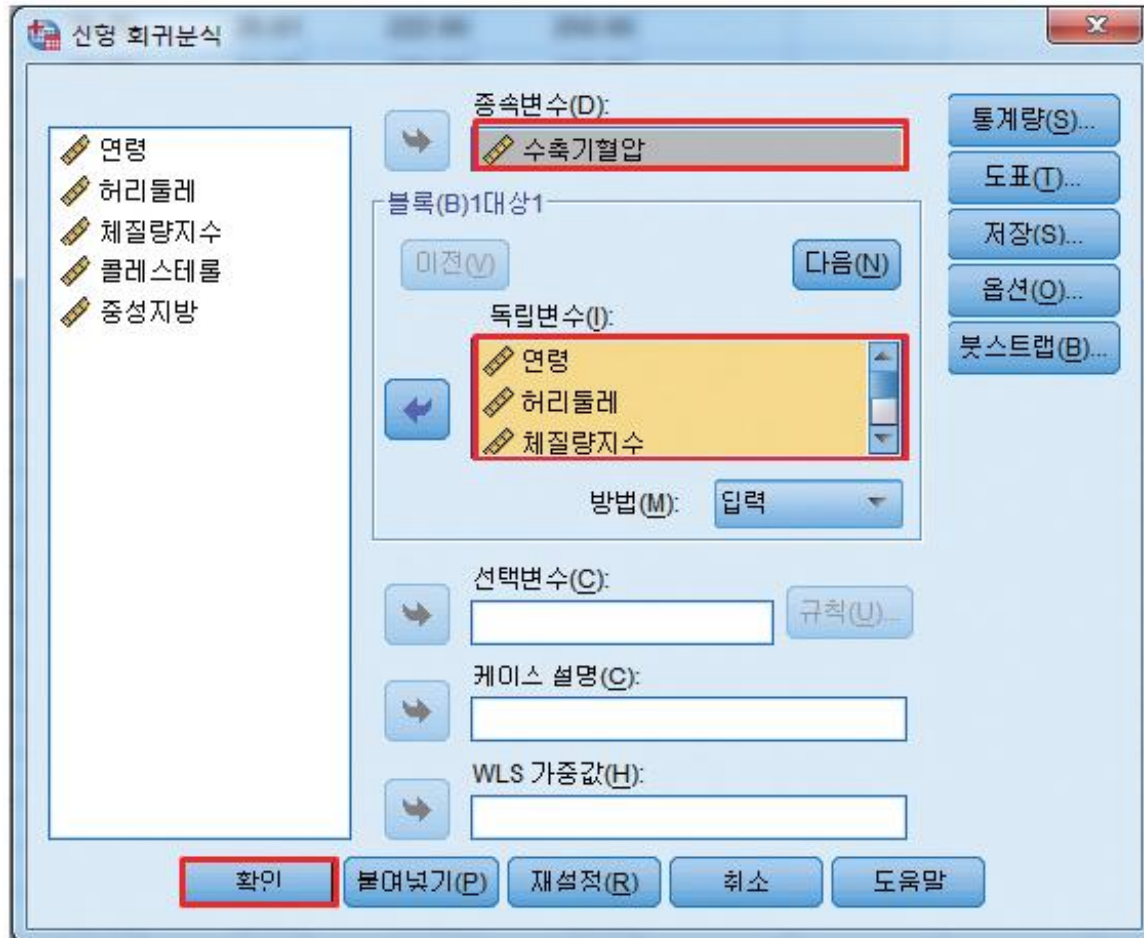 신형 회귀분석
연령
허리둘레
체질량지수
콜레스테롤
중성지방
종속변수(D):
수축기혈압
블록(B)1대상1
이전(V)
다음(N)
독립변수(I):
연령
허리둘레
체질량지수
방법(M):
입력
선택변수(C):
규칙(U)...
케이스 설명(C):
WLS 가중값(H):
통계량(S)...
도표(T)...
저장(S)...
옵션(O)...
붓스트랩(B)...
확인
붙여넣기(P)
재설정(R)
취소
도움말